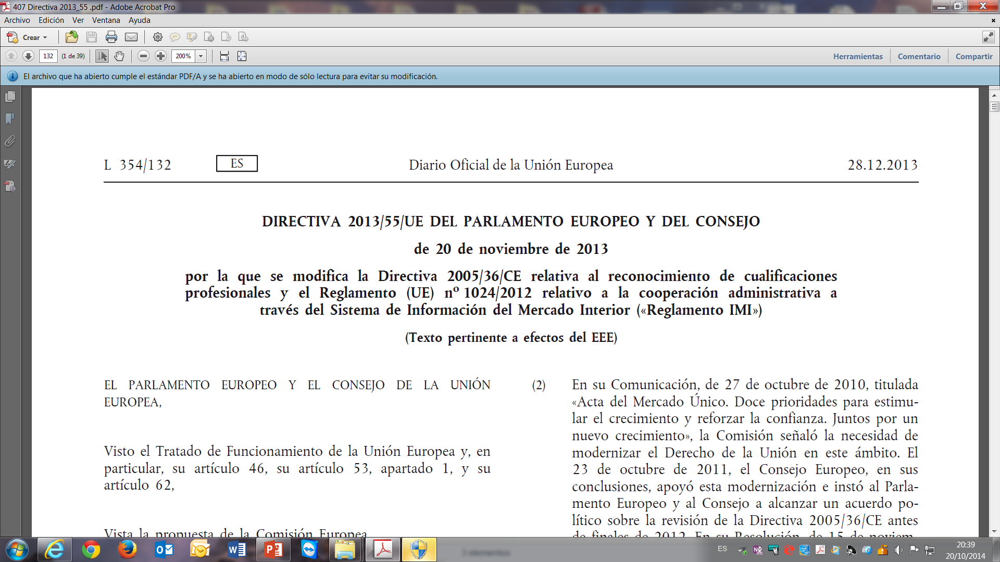 407 Directiva 2013_55 .pdf - Adobe Acrobat Pro
Archivo Edición Ver Ventana Ayuda
Crear
132 (1 de 39) 200% Herramientas Comentario Compartir
El archivo que ha abierto cumple el estándar PDF/A y se ha abierto en modo de sólo lectura para evitar su modificación.
L 354/132 ES Diario Oficial de la Unión Europea 28.12.2013
DIRECTIVA 2013/55/UE DEL PARLAMENTO EUROPEO Y DEL CONSEJO
de 20 de noviembre de 2013
por la que se modifica la Directiva 2005/36/CE relativa al reconocimiento de cualificaciones
profesionales y el Reglamento (UE) nº 1024/2012 relativo a la cooperación administrativa a
través del Sistema de Información del Mercado Interior («Reglamento IMI»)
(Texto pertinente a efectos del EEE)
EL PARLAMENTO EUROPEO Y EL CONSEJO DE LA UNIÓN
EUROPEA,
Visto el Tratado de Funcionamiento de la Unión Europea y, en
particular, su artículo 46, su artículo 53, apartado 1, y su
artículo 62,
Vista la propuesta de la Comisión Europea,
(2) En su Comunicación, de 27 de octubre de 2010, titulada
«Acta del Mercado Único. Doce prioridades para estimu-
lar el crecimiento y reforzar la confianza. Juntos por un
nuevo crecimiento», la Comisión señaló la necesidad de
modernizar el Derecho de la Unión en este ámbito. El
23 de octubre de 2011, el Consejo Europeo, en sus
conclusiones, apoyó esta modernización e instó al Parla-
mento Europeo y al Consejo a alcanzar un acuerdo po-
lítico sobre la revisión de la Directiva 2005/36/CE antes
de finales de 2012. En su Resolución, de 15 de noviem-
3 elementos
ES
20:39
20/10/2014